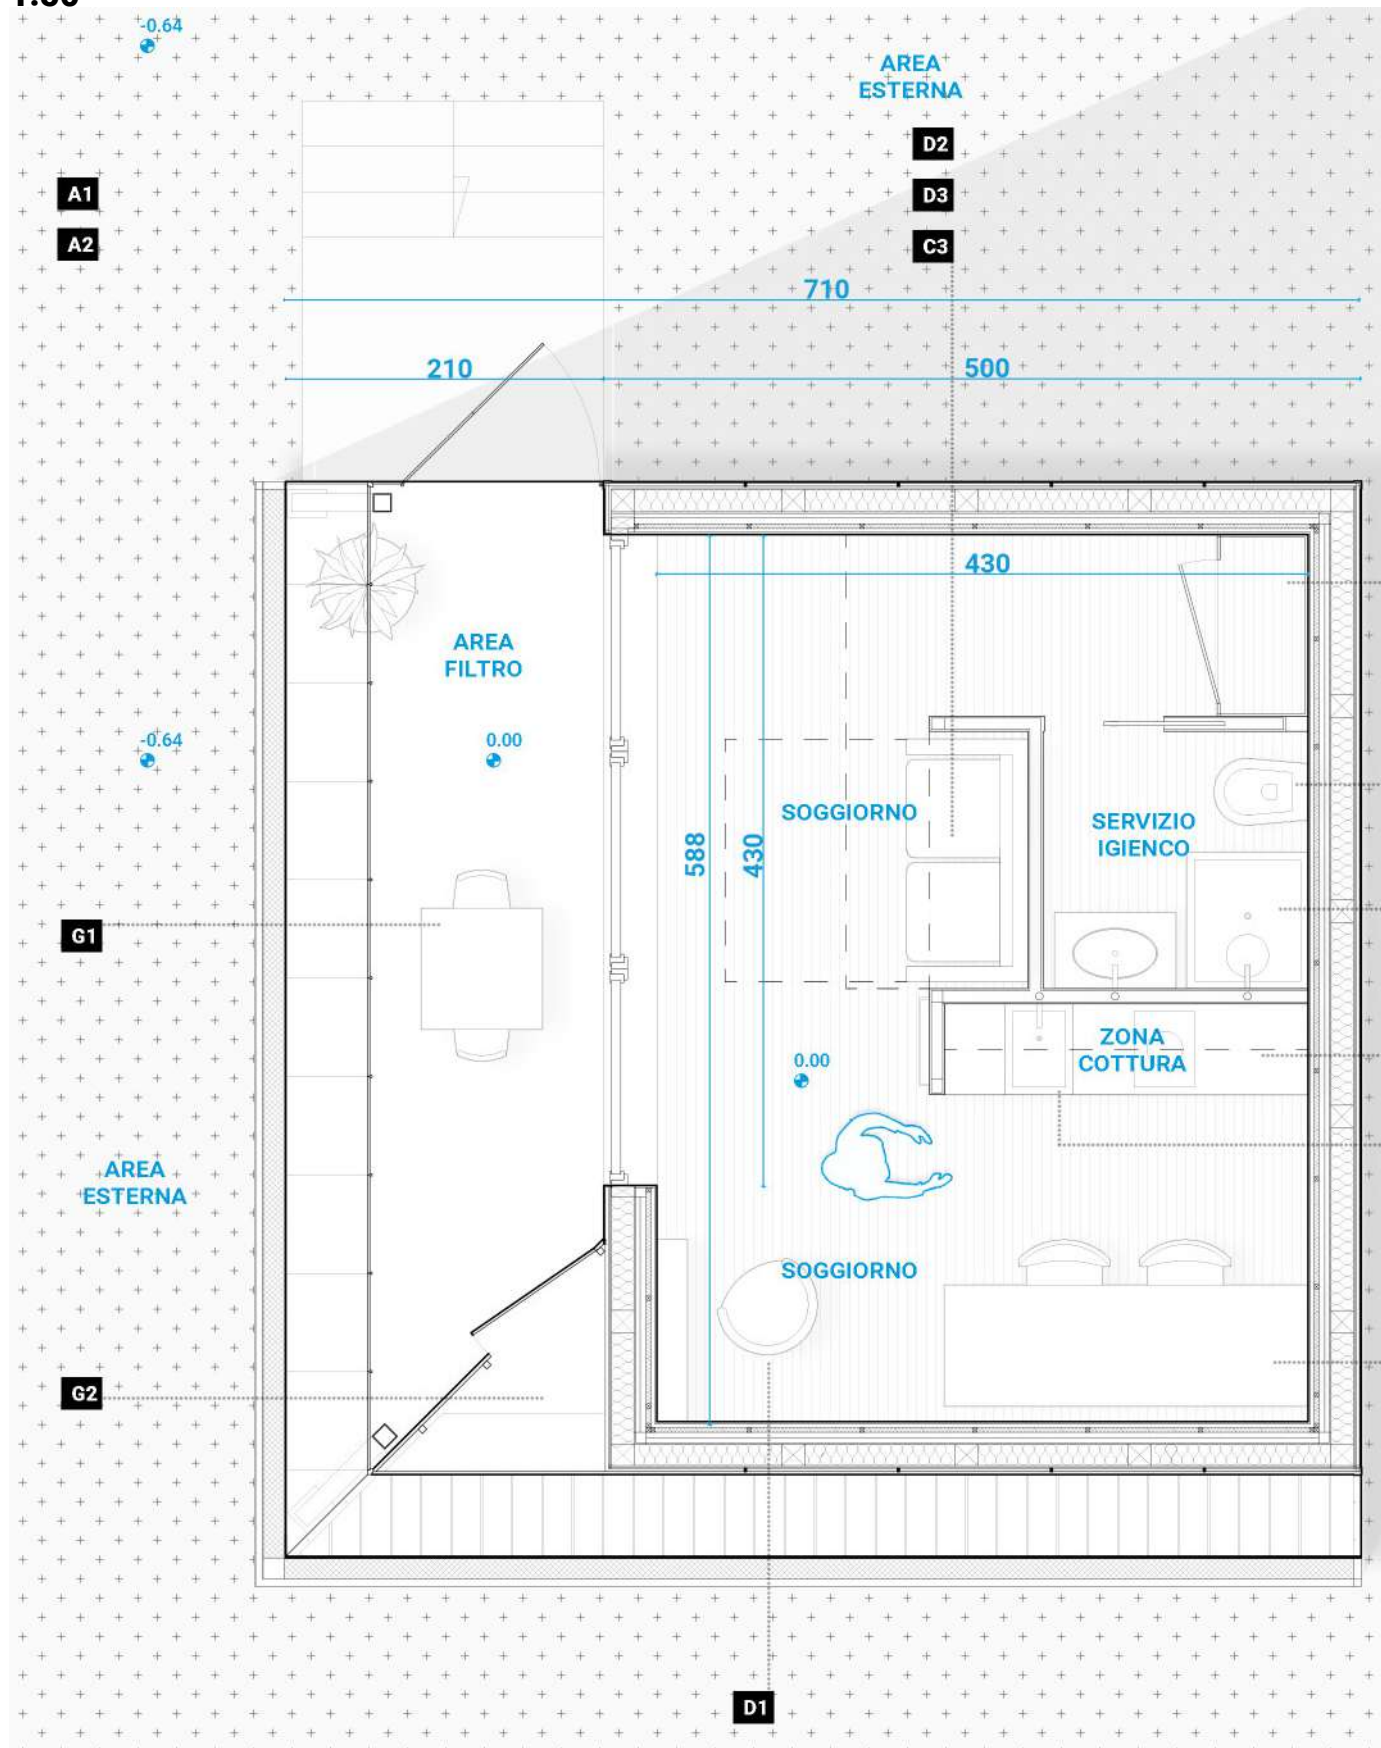 -0.64
AREA
ESTERNA
D2
A1
D3
A2
C3
710
210
500
430
AREA
FILTRO
-0.64
0.00
SOGGIORNO
SERVIZIO
IGIENCO
588
430
G1
ZONA
COTTURA
0.00
AREA
ESTERNA
SOGGIORNO
G2
D1